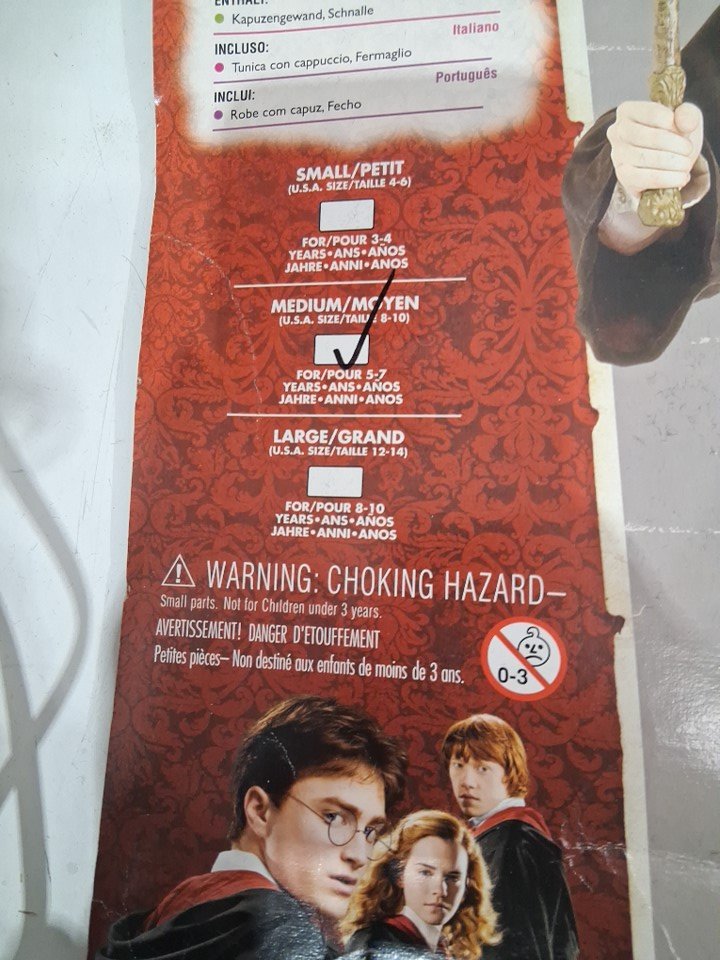 ENTHÄLT:
Kapuzengewand, Schnalle
Italiano
INCLUSO:
Tunica con cappuccio, Fermaglio
Português
INCLUI:
Robe com capuz, Fecho
SMALL/PETIT
(U.S.A. SIZE/TAILLE 4-6)
FOR/POUR 3-4
YEARS•ANS•AÑOS
JAHRE•ANNI•ANOS
MEDIUM/MOYEN
(U.S.A. SIZE/TAILLE 8-10)
FOR/POUR 5-7
YEARS•ANS•AÑOS
JAHRE•ANNI•ANOS
LARGE/GRAND
(U.S.A. SIZE/TAILLE 12-14)
FOR/POUR 8-10
YEARS•ANS•AÑOS
JAHRE•ANNI•ANOS
WARNING: CHOKING HAZARD–
Small parts. Not for Children under 3 years.
AVERTISSEMENT! DANGER D'ETOUFFEMENT
Petites pièces– Non destiné aux enfants de moins de 3 ans.
0-3